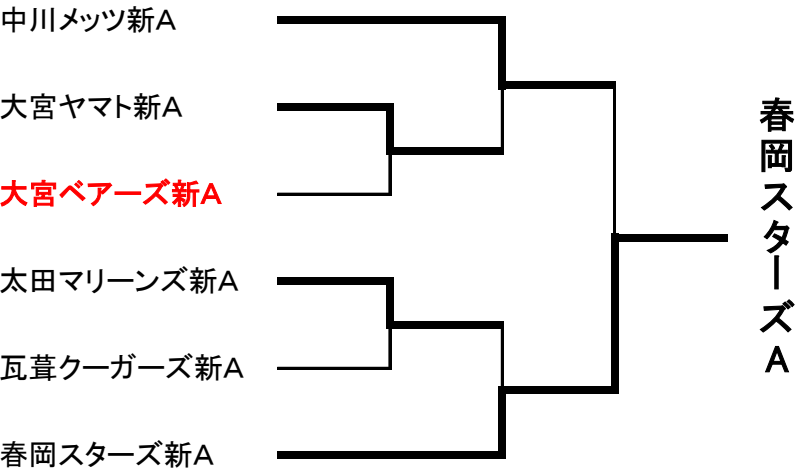 中川メッツ新A
大宮ヤマト新A
大宮ベアーズ新A
太田マリーンズ新A
瓦葺クーガーズ新A
春岡スターズ新A
春岡スターズA